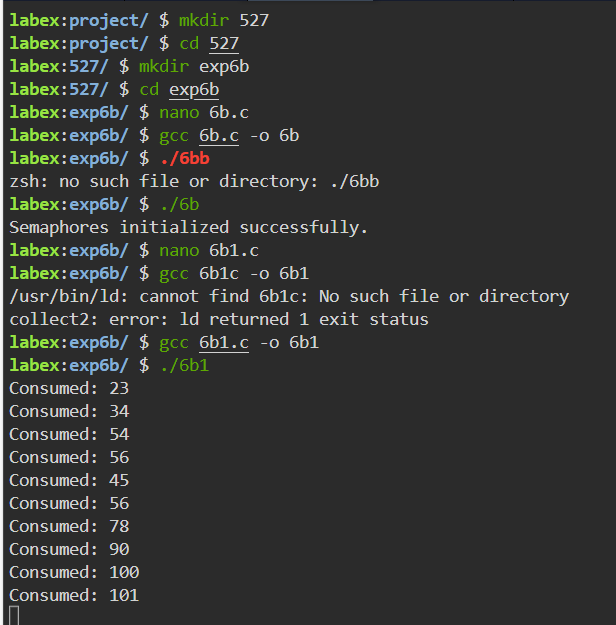 labex:project/ $ mkdir 527
labex:project/ $ cd 527
labex:527/ $ mkdir exp6b
labex:527/ $ cd exp6b
labex:exp6b/ $ nano 6b.c
labex:exp6b/ $ gcc 6b.c -o 6b
labex:exp6b/ $ ./6bb
zsh: no such file or directory: ./6bb
labex:exp6b/ $ ./6b
Semaphores initialized successfully.
labex:exp6b/ $ nano 6b1.c
labex:exp6b/ $ gcc 6b1c -o 6b1
/usr/bin/ld: cannot find 6b1c: No such file or directory
collect2: error: ld returned 1 exit status
labex:exp6b/ $ gcc 6b1.c -o 6b1
labex:exp6b/ $ ./6b1
Consumed: 23
Consumed: 34
Consumed: 54
Consumed: 56
Consumed: 45
Consumed: 56
Consumed: 78
Consumed: 90
Consumed: 100
Consumed: 101